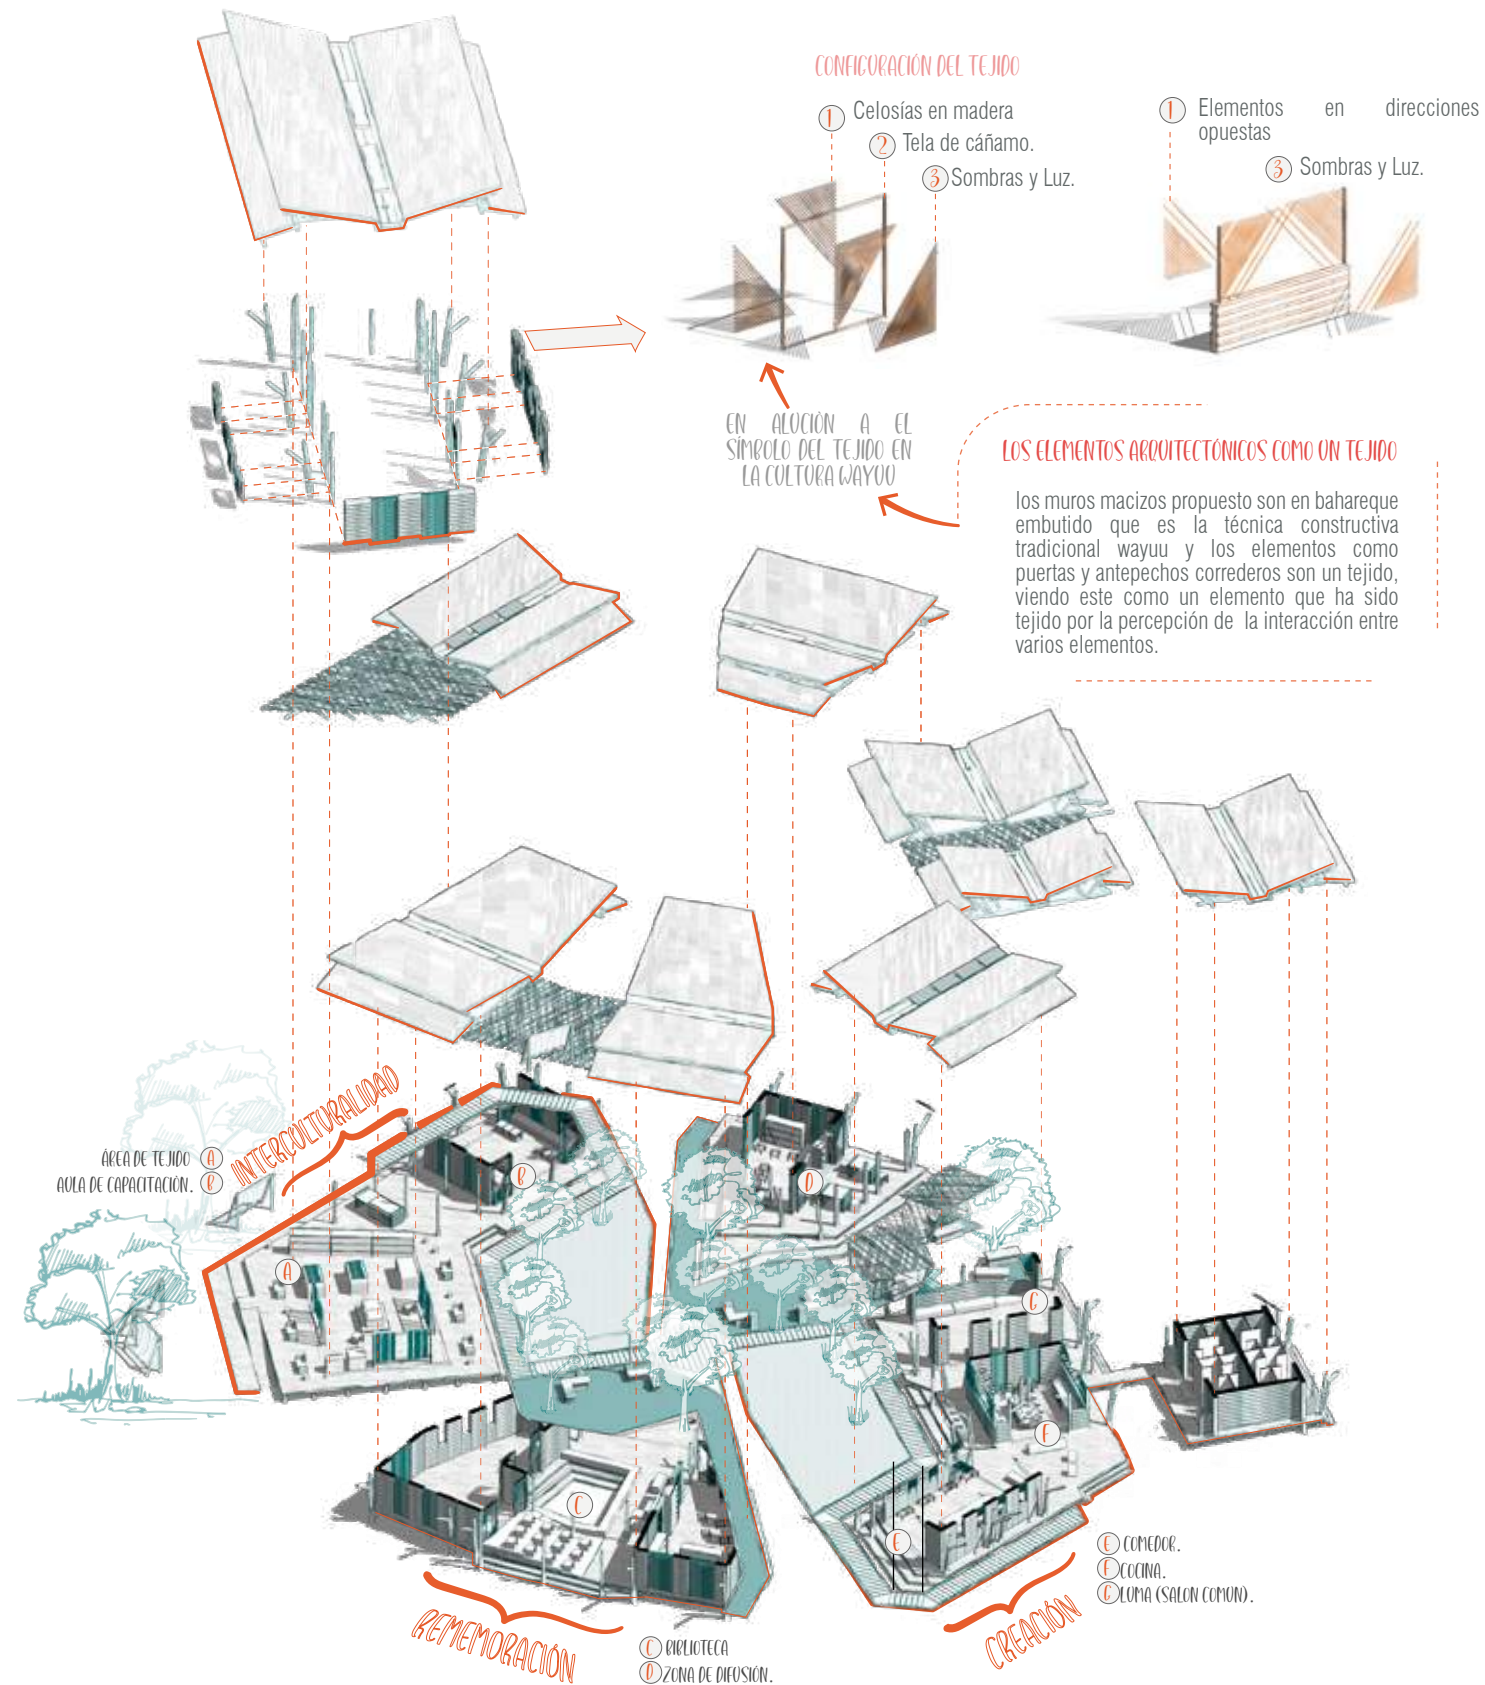 CONFIGURACIÓN DEL TEJIDO
1 Celosías en madera
2 Tela de cáñamo.
3 Sombras y Luz.
1 Elementos en direcciones
opuestas
3 Sombras y Luz.
EN ALUCIÓN A EL
SÍMBOLO DEL TEJIDO EN
LA CULTURA WAYUU
LOS ELEMENTOS ARQUITECTÓNICOS COMO UN TEJIDO
los muros macizos propuesto son en bahareque
embutido que es la técnica constructiva
tradicional wayuu y los elementos como
puertas y antepechos correderos son un tejido,
viendo este como un elemento que ha sido
tejido por la percepción de la interacción entre
varios elementos.
INTERCULTURALIDAD
ÁREA DE TEJIDO A
AULA DE CAPACITACIÓN. B
B
D
A
G
F
C
E
E COMEDOR.
F COCINA.
G LUMA (SALON COMÚN).
CREACIÓN
REMEMORACIÓN
C BIBLIOTECA
D ZONA DE DIFUSIÓN.